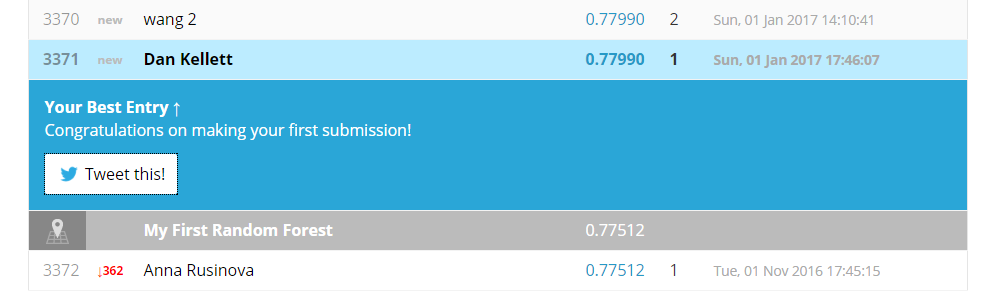 3370 new wang 2 0.77990 2 Sun, 01 Jan 2017 14:10:41
3371 new Dan Kellett 0.77990 1 Sun, 01 Jan 2017 17:46:07
Your Best Entry ↑
Congratulations on making your first submission!
Tweet this!
My First Random Forest 0.77512
3372 ↓362 Anna Rusinova 0.77512 1 Tue, 01 Nov 2016 17:45:15